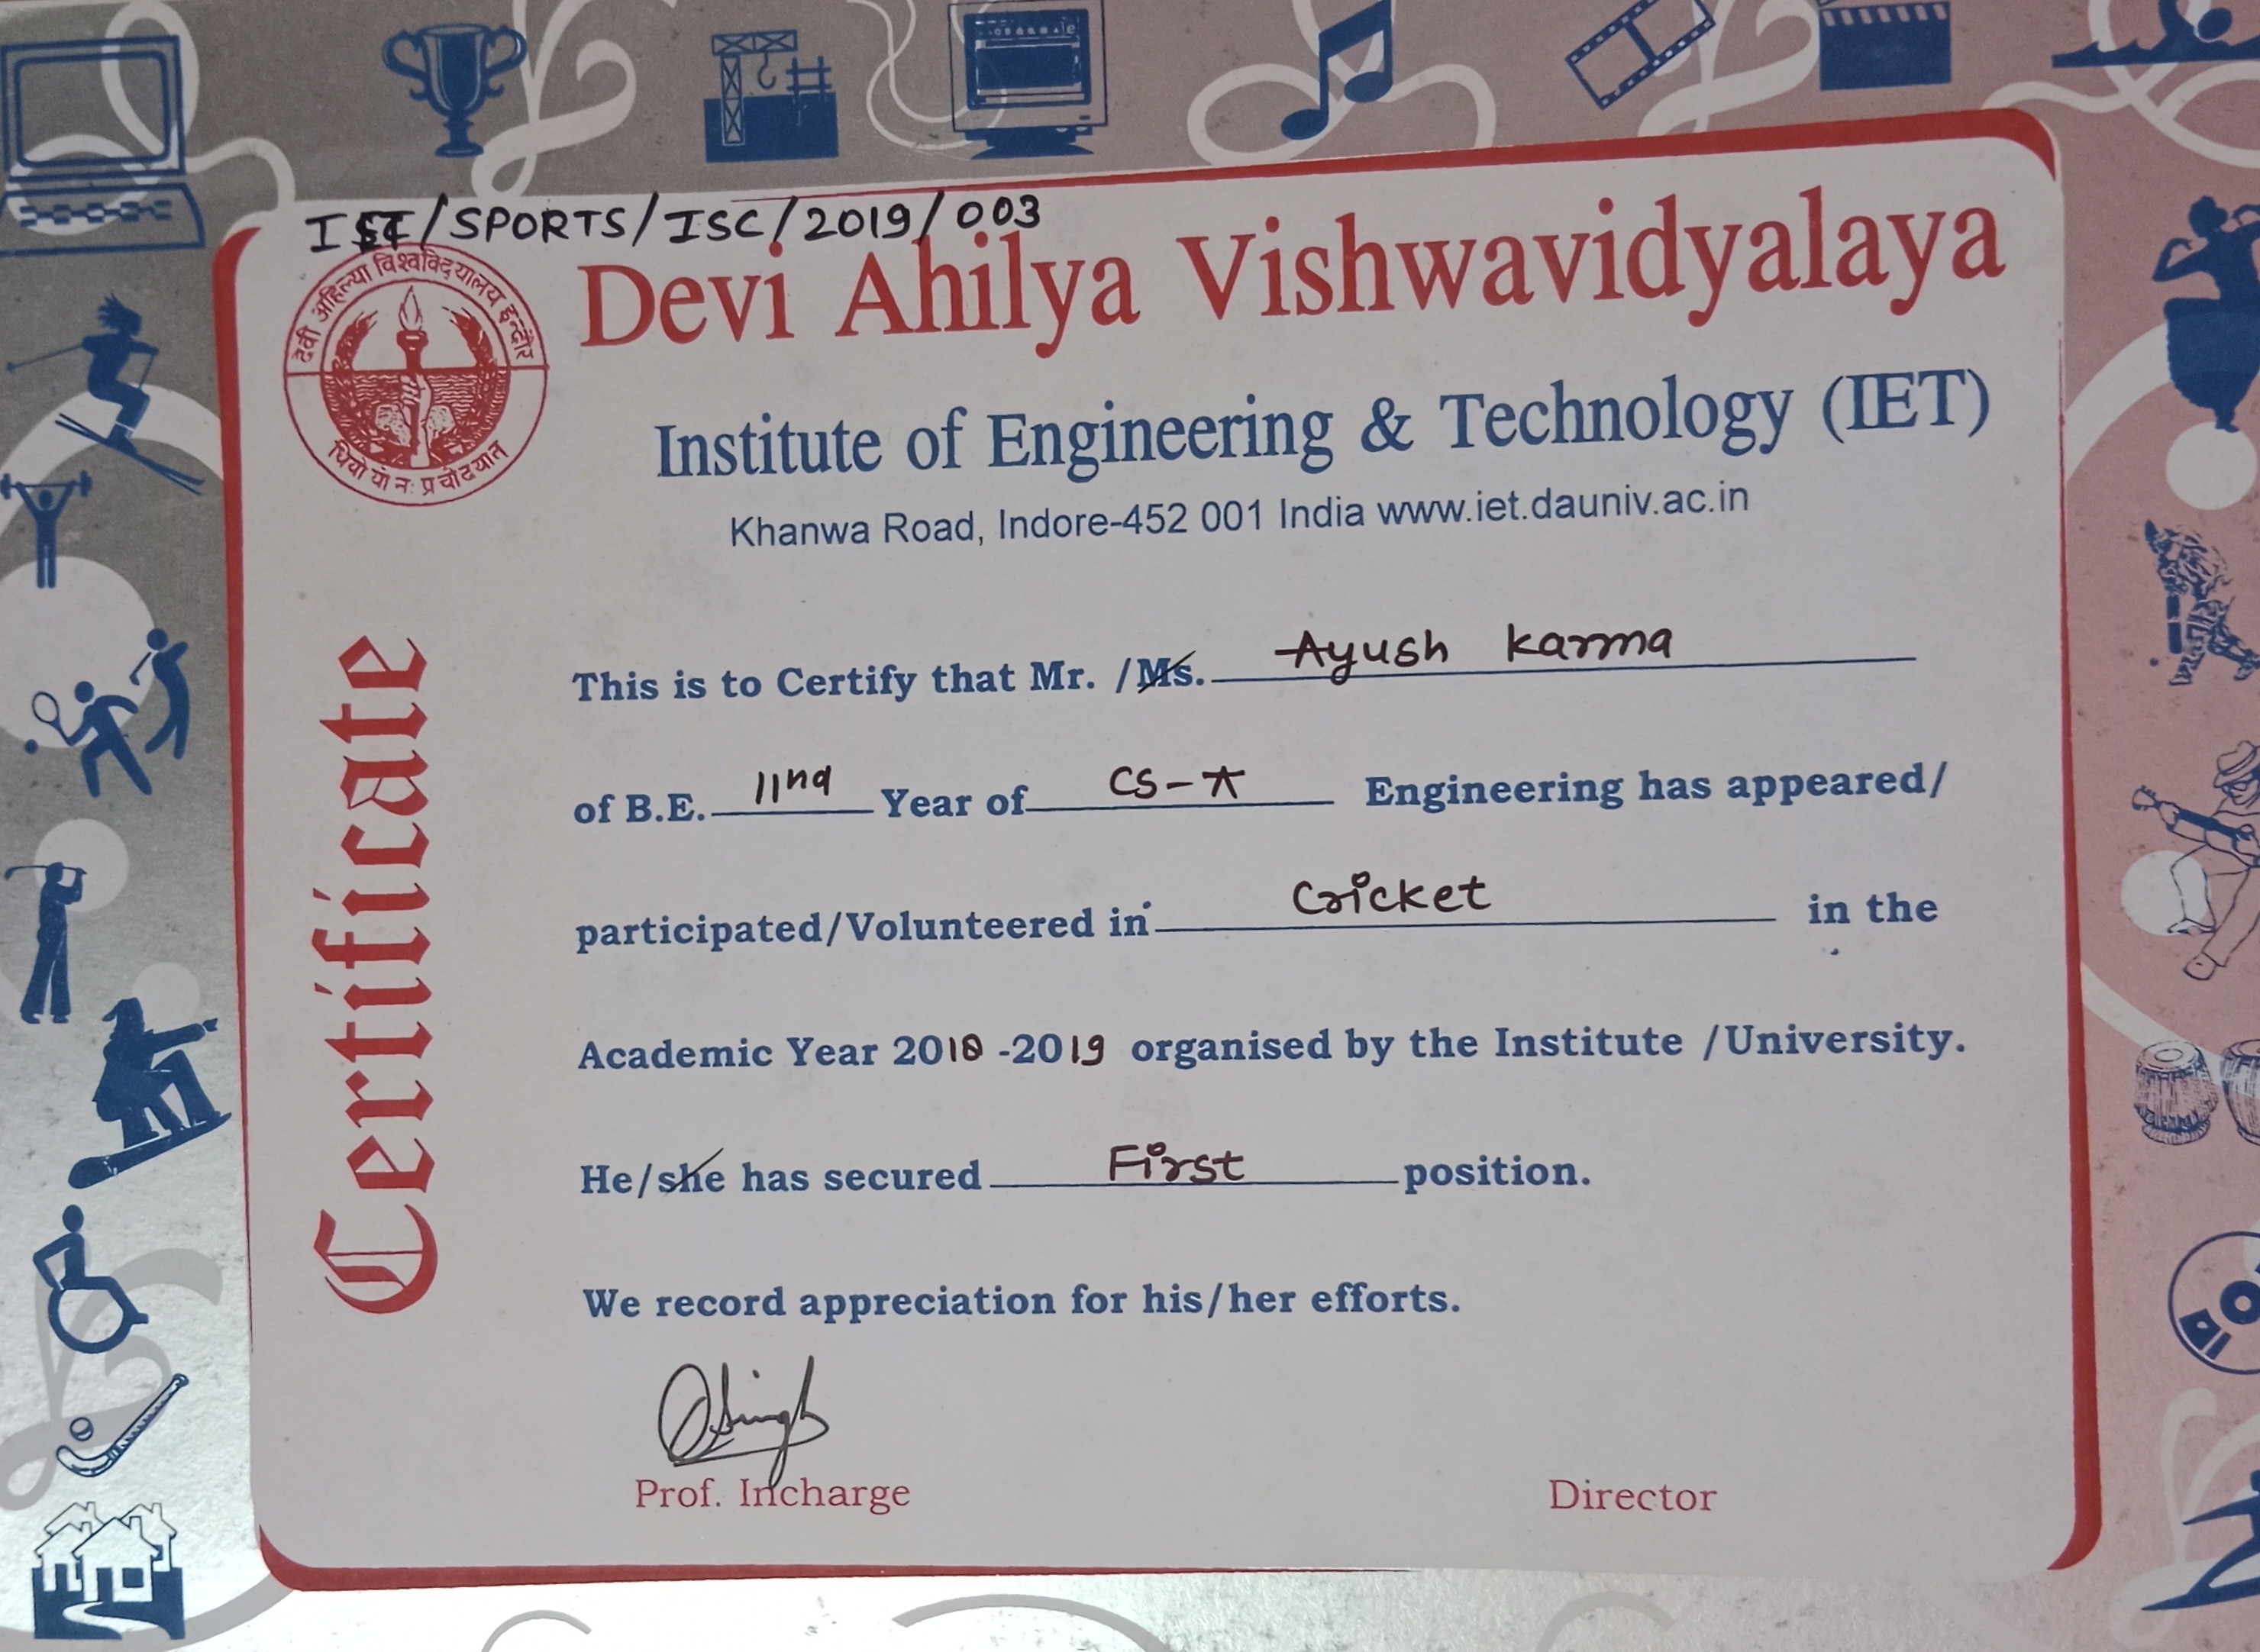 IET/SPORTS/ISC/2019/003
देवी अहिल्या विश्वविद्यालय इन्दौर
धियो यो नः प्रचोदयात
Devi Ahilya Vishwavidyalaya
Institute of Engineering & Technology (IET)
Khanwa Road, Indore-452 001 India www.iet.dauniv.ac.in
Certificate
This is to Certify that Mr. /Ms. Ayush Karma
of B.E. IInd Year of CS-A Engineering has appeared/
participated/Volunteered in Cricket in the
Academic Year 2018 -2019 organised by the Institute /University.
He/she has secured First position.
We record appreciation for his/her efforts.
Singh
Prof. Incharge
Director